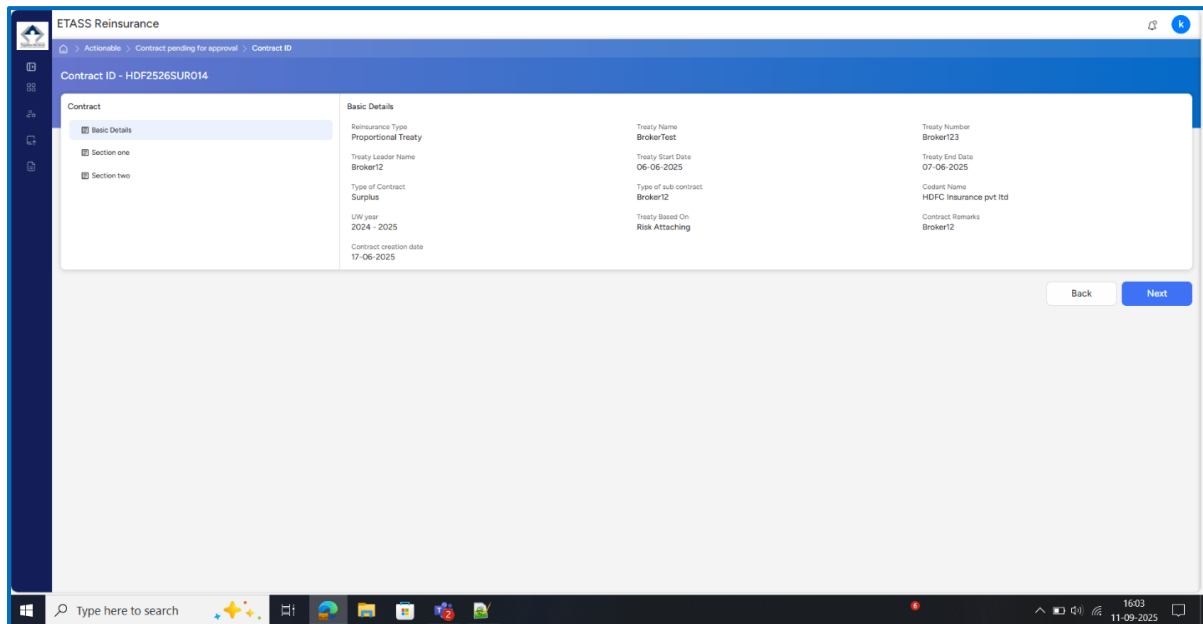 ETASS Reinsurance
k
> Actionable > Contract pending for approval > Contract ID
Contract ID - HDF2526SUR014
Contract
Basic Details
Section one
Section two
Basic Details
Reinsurance Type
Proportional Treaty
Treaty Name
BrokerTest
Treaty Number
Broker123
Treaty Leader Name
Broker12
Treaty Start Date
06-06-2025
Treaty End Date
07-06-2025
Type of Contract
Surplus
Type of sub contract
Broker12
Cedant Name
HDFC Insurance pvt ltd
UW year
2024 - 2025
Treaty Based On
Risk Attaching
Contract Remarks
Broker12
Contract creation date
17-06-2025
Back
Next
Type here to search
2
6
16:03
11-09-2025